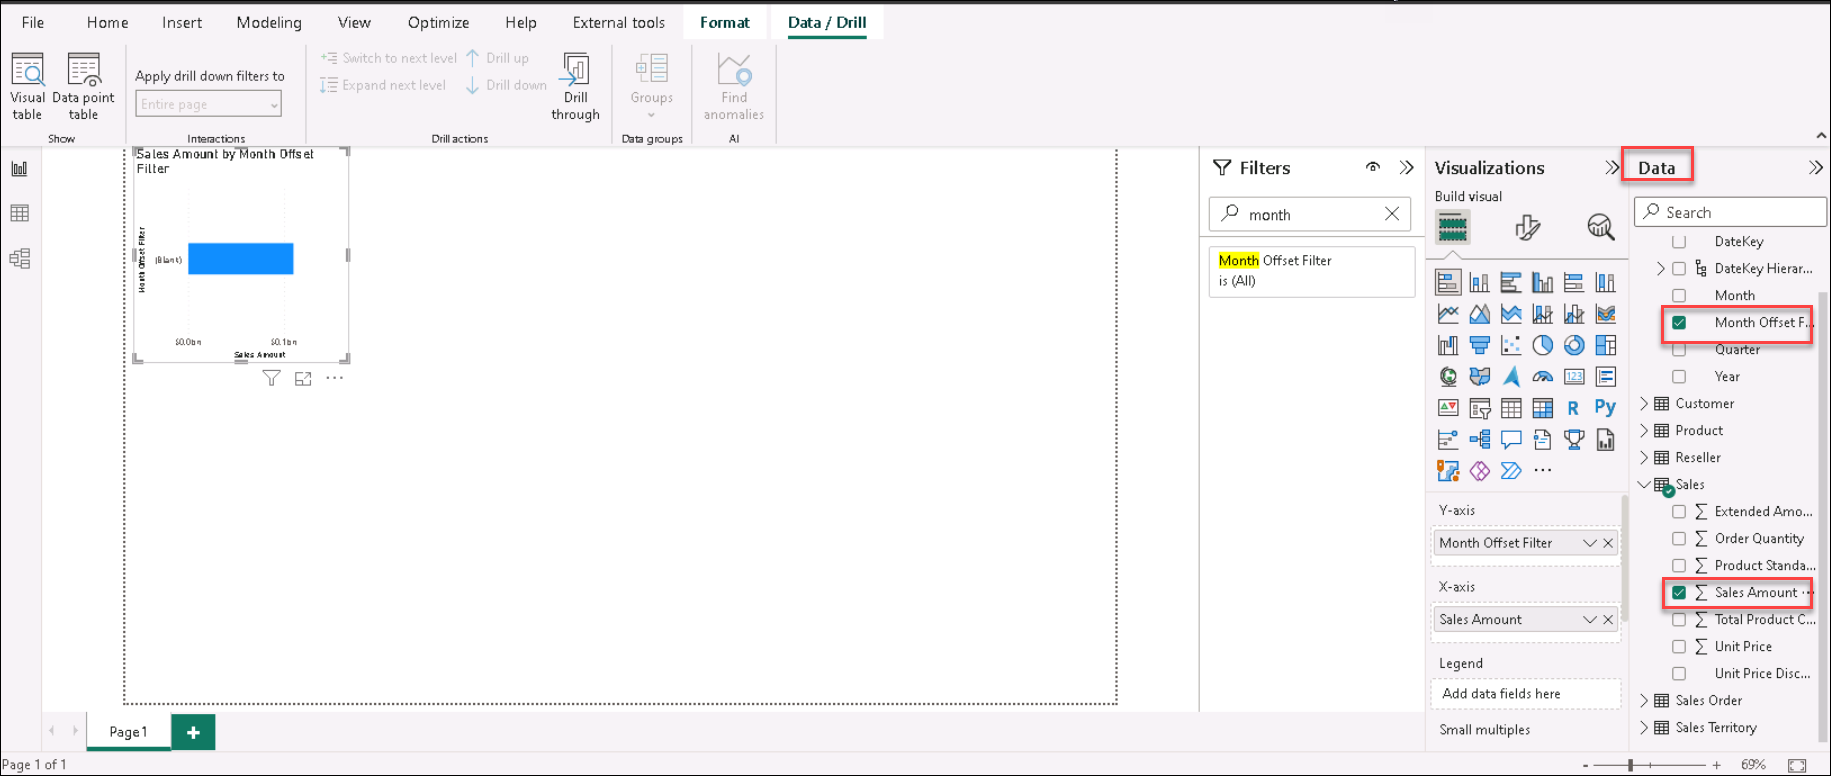 File
Home
Insert
Modeling
View
Optimize
Help
External tools
Format
Data / Drill
Visual
table
Data point
table
Show
Apply drill down filters to
Entire page
Interactions
Switch to next level
Expand next level
Drill up
Drill down
Drill actions
Drill
through
Groups
Data groups
Find
anomalies
AI
Sales Amount by Month Offset
Filter
Month Offset Filter
(Blank)
$0.0bn
$0.1bn
Sales Amount
Filters
month
Month Offset Filter
is (All)
Visualizations
Build visual
123
R
Py
Y-axis
Month Offset Filter
X-axis
Sales Amount
Legend
Add data fields here
Small multiples
Data
Search
DateKey
DateKey Hierar...
Month
Month Offset F...
Quarter
Year
Customer
Product
Reseller
Sales
Σ Extended Amo...
Σ Order Quantity
Σ Product Standa...
Σ Sales Amount ...
Σ Total Product C...
Σ Unit Price
Unit Price Disc...
Sales Order
Sales Territory
Page 1
+
Page 1 of 1
- + 69%